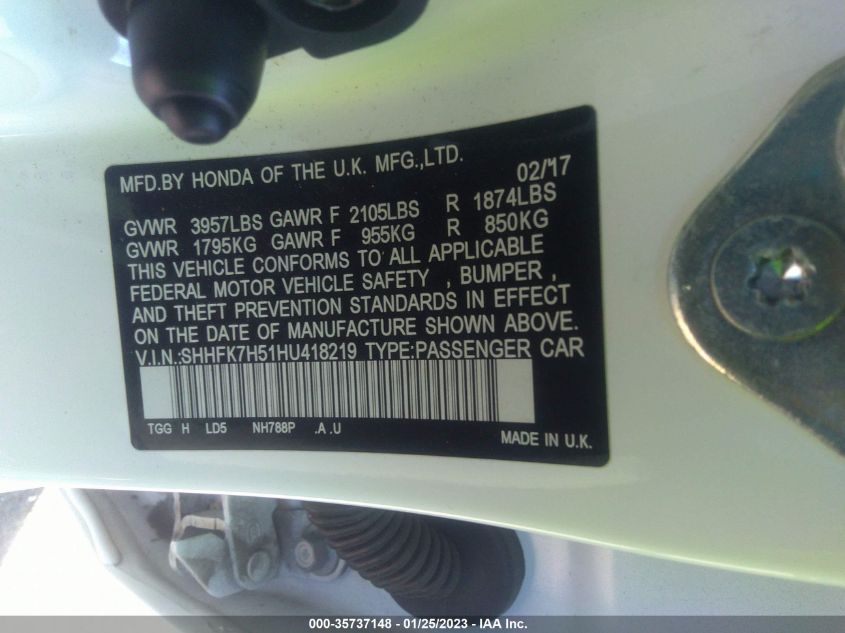 MFD.BY HONDA OF THE U.K. MFG.,LTD. 02/'17
GVWR 3957LBS GAWR F 2105LBS R 1874LBS
GVWR 1795KG GAWR F 955KG R 850KG
THIS VEHICLE CONFORMS TO ALL APPLICABLE
FEDERAL MOTOR VEHICLE SAFETY , BUMPER ,
AND THEFT PREVENTION STANDARDS IN EFFECT
ON THE DATE OF MANUFACTURE SHOWN ABOVE.
V.I.N.:SHHFK7H51HU418219 TYPE:PASSENGER CAR
TGG H LD5 NH788P .A .U
MADE IN U.K.
000-35737148 - 01/25/2023 - IAA Inc.